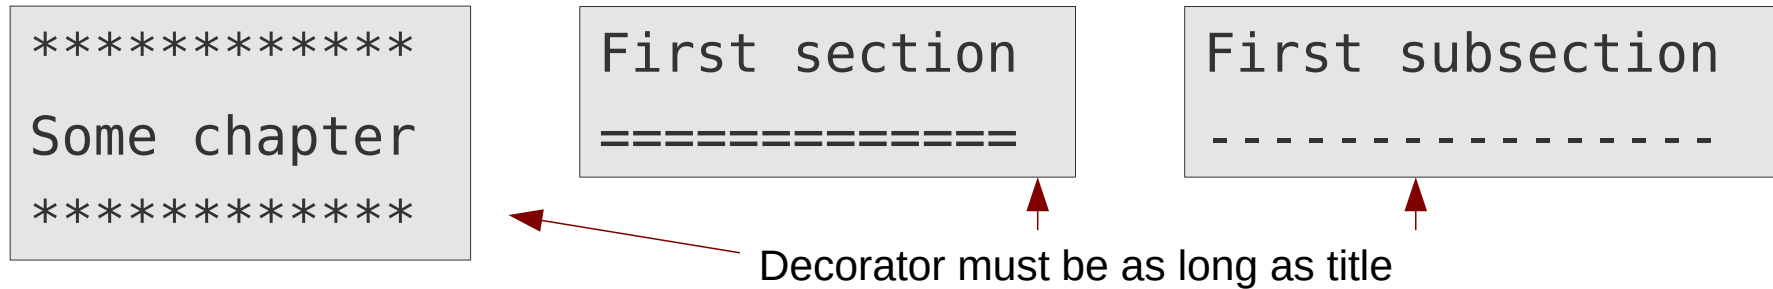 ************
Some chapter
************
First section
=============
First subsection
----------------
Decorator must be as long as title